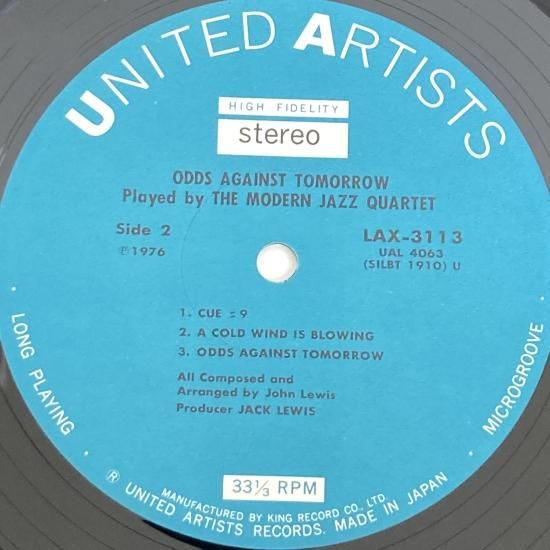 UNITED ARTISTS
HIGH FIDELITY
stereo
ODDS AGAINST TOMORROW
Played by THE MODERN JAZZ QUARTET
Side 2
LAX-3113
Ⓟ1976
UAL 4063
(SILBT 1910) U
1. CUE #9
2. A COLD WIND IS BLOWING
3. ODDS AGAINST TOMORROW
All Composed and
Arranged by John Lewis
Producer JACK LEWIS
· LONG PLAYING ·
· MICROGROOVE ·
33⅓ RPM
MANUFACTURED BY KING RECORD CO., LTD.
Ⓡ UNITED ARTISTS RECORDS. MADE IN JAPAN